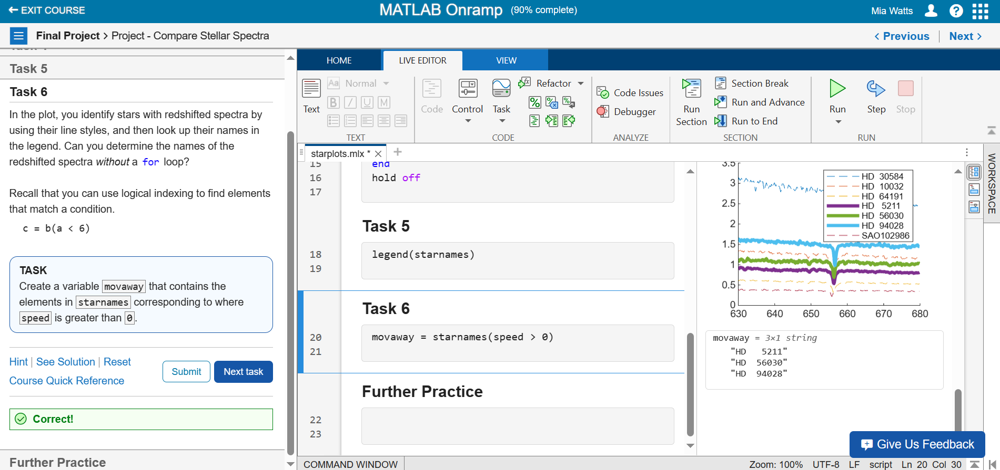 EXIT COURSE
MATLAB Onramp (90% complete)
Mia Watts
Final Project > Project - Compare Stellar Spectra
< Previous
Next >
Task 5
Task 6
In the plot, you identify stars with redshifted spectra by
using their line styles, and then look up their names in
the legend. Can you determine the names of the
redshifted spectra without a for loop?
Recall that you can use logical indexing to find elements
that match a condition.
c = b(a < 6)
TASK
Create a variable movaway that contains the
elements in starnames corresponding to where
speed is greater than 0.
Hint | See Solution | Reset
Course Quick Reference
Submit
Next task
Correct!
Further Practice
HOME
LIVE EDITOR
VIEW
Text
Aa Normal
B I U M
TEXT
Code
Control
Task
Refactor
CODE
Code Issues
Debugger
ANALYZE
Run
Section
Section Break
Run and Advance
Run to End
SECTION
Run
Step
Stop
RUN
starplots.mlx *
WORKSPACE
15 end
16 hold off
17
Task 5
18 legend(starnames)
19
Task 6
20 movaway = starnames(speed > 0)
21
Further Practice
22
23
3.5
3
2.5
2
1.5
1
0.5
0
630 640 650 660 670 680
HD 30584
HD 10032
HD 64191
HD 5211
HD 56030
HD 94028
SAO102986
movaway = 3×1 string
"HD 5211"
"HD 56030"
"HD 94028"
Give Us Feedback
COMMAND WINDOW
Zoom: 100% UTF-8 LF script Ln 20 Col 30